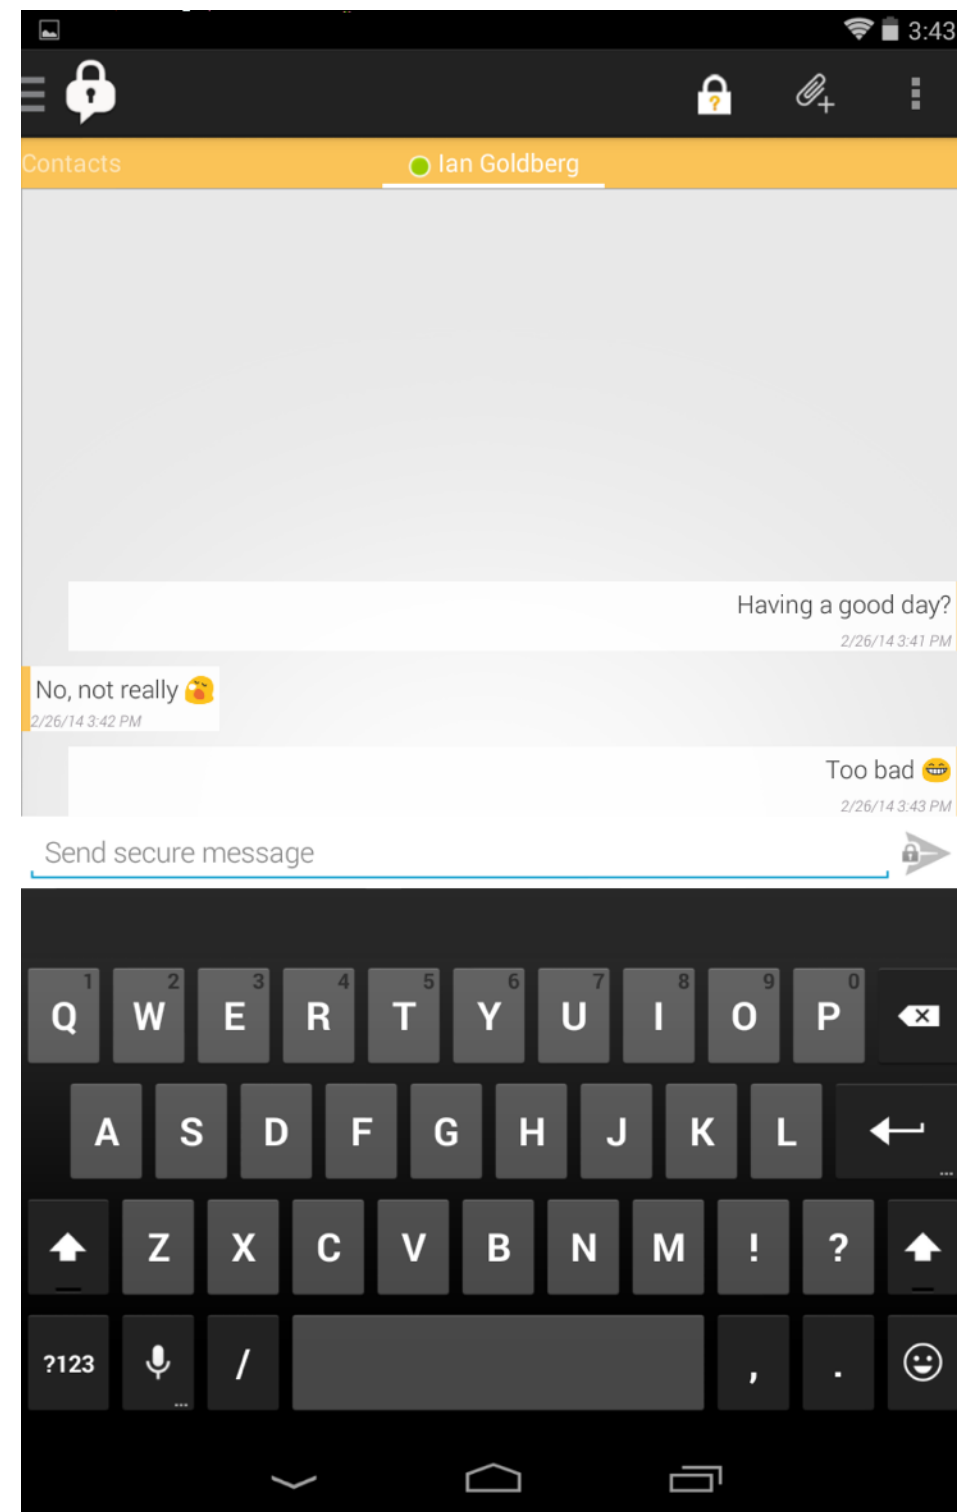 3:43
?
Contacts
Ian Goldberg
Having a good day?
2/26/14 3:41 PM
No, not really
2/26/14 3:42 PM
Too bad
2/26/14 3:43 PM
Send secure message
1 2 3 4 5 6 7 8 9 0
Q W E R T Y U I O P
A S D F G H J K L
...
Z X C V B N M ! ?
?123 / , .
...